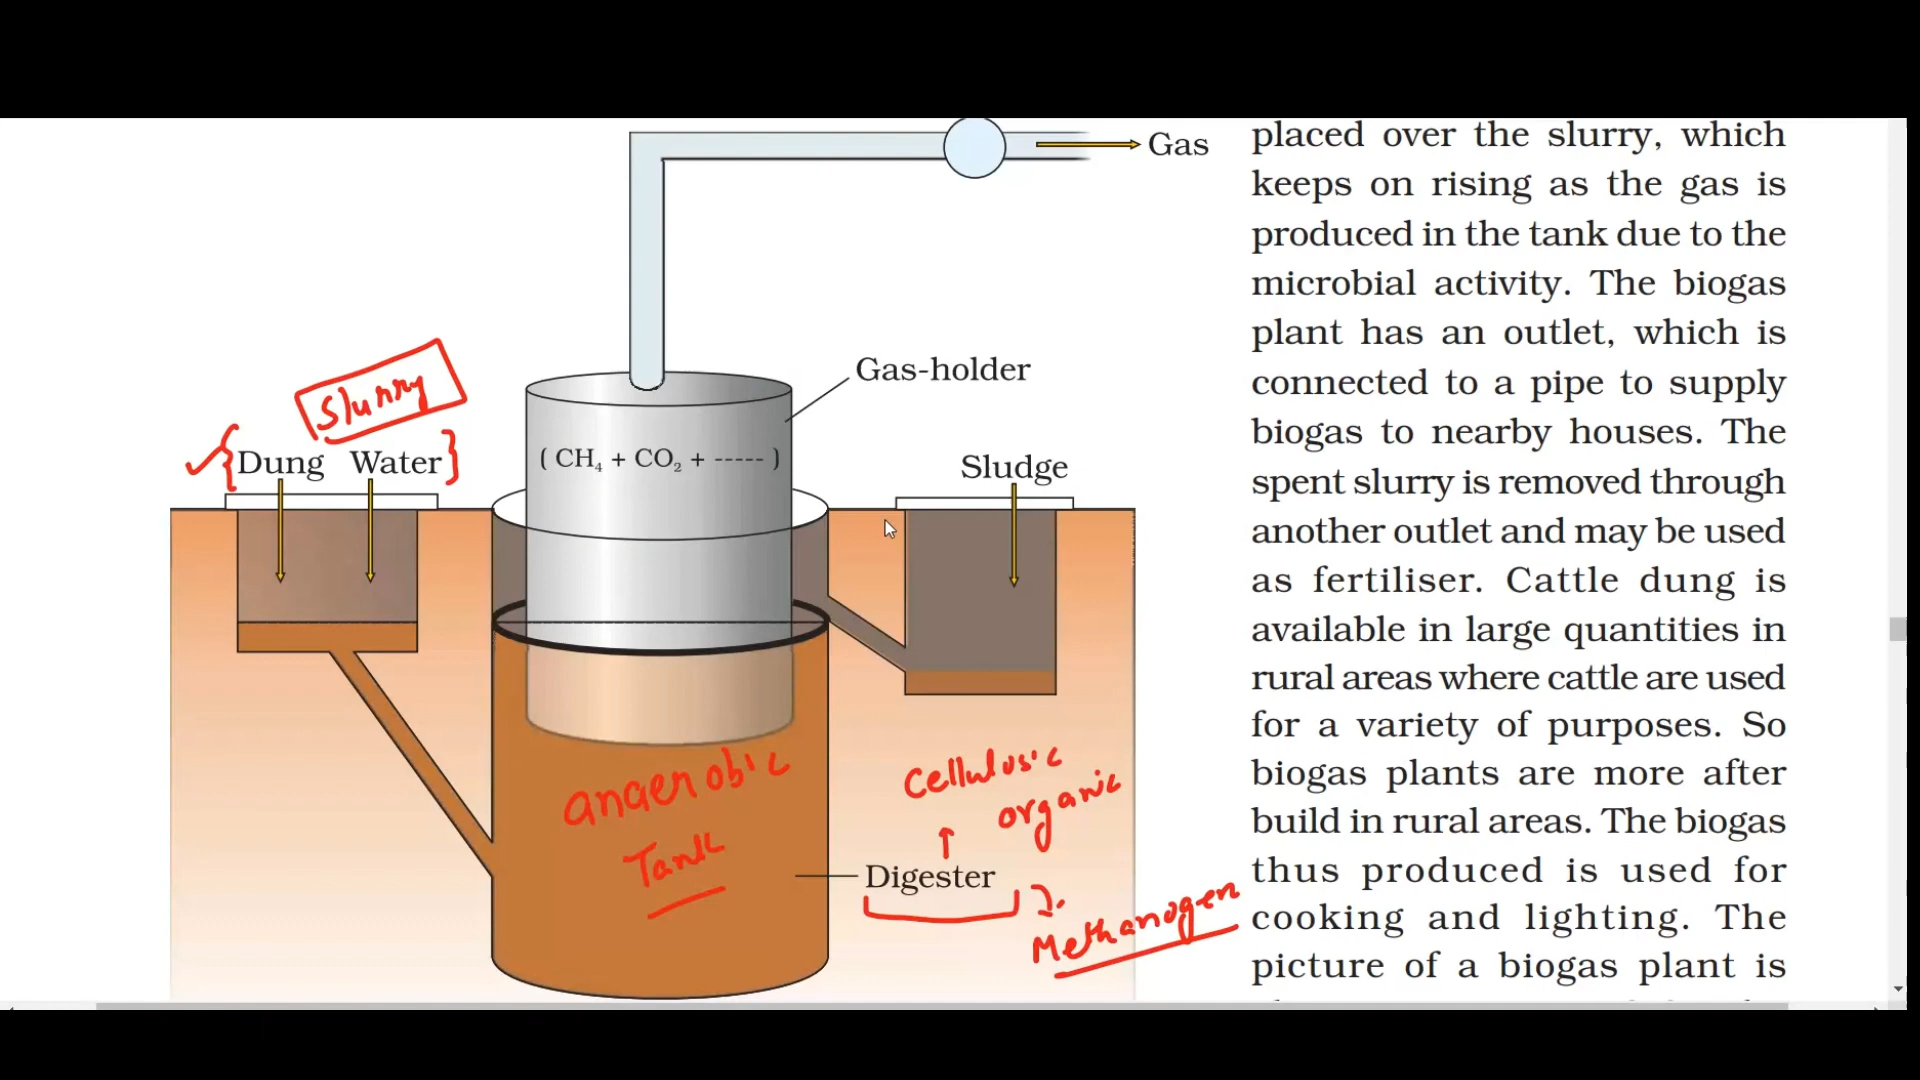 Gas
Gas-holder
Slurry
Dung Water
( CH₄ + CO₂ + ----- )
Sludge
anaerobic
Tank
Cellulosic
organic
Digester
Methanogen
placed over the slurry, which
keeps on rising as the gas is
produced in the tank due to the
microbial activity. The biogas
plant has an outlet, which is
connected to a pipe to supply
biogas to nearby houses. The
spent slurry is removed through
another outlet and may be used
as fertiliser. Cattle dung is
available in large quantities in
rural areas where cattle are used
for a variety of purposes. So
biogas plants are more after
build in rural areas. The biogas
thus produced is used for
cooking and lighting. The
picture of a biogas plant is